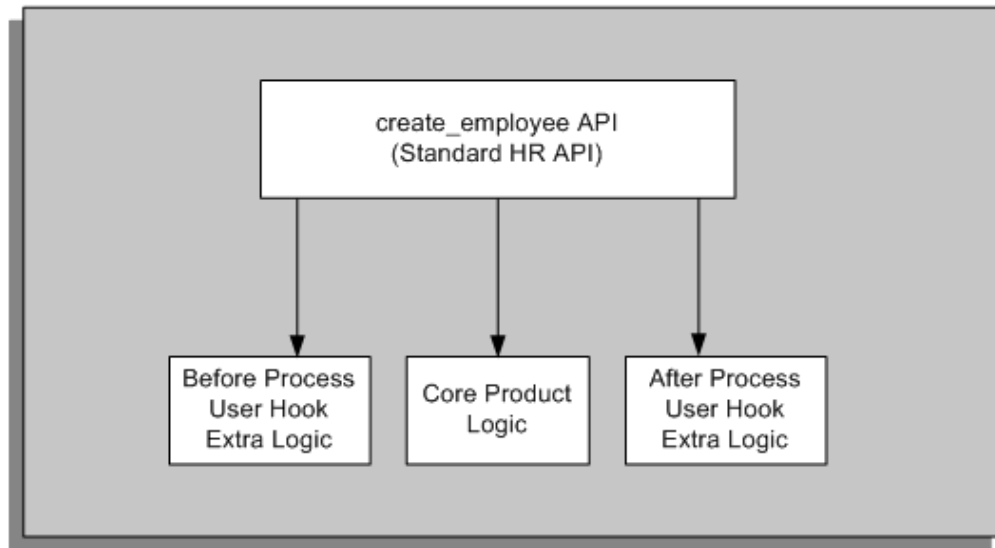 create_employee API
(Standard HR API)
Before Process
User Hook
Extra Logic
Core Product
Logic
After Process
User Hook
Extra Logic